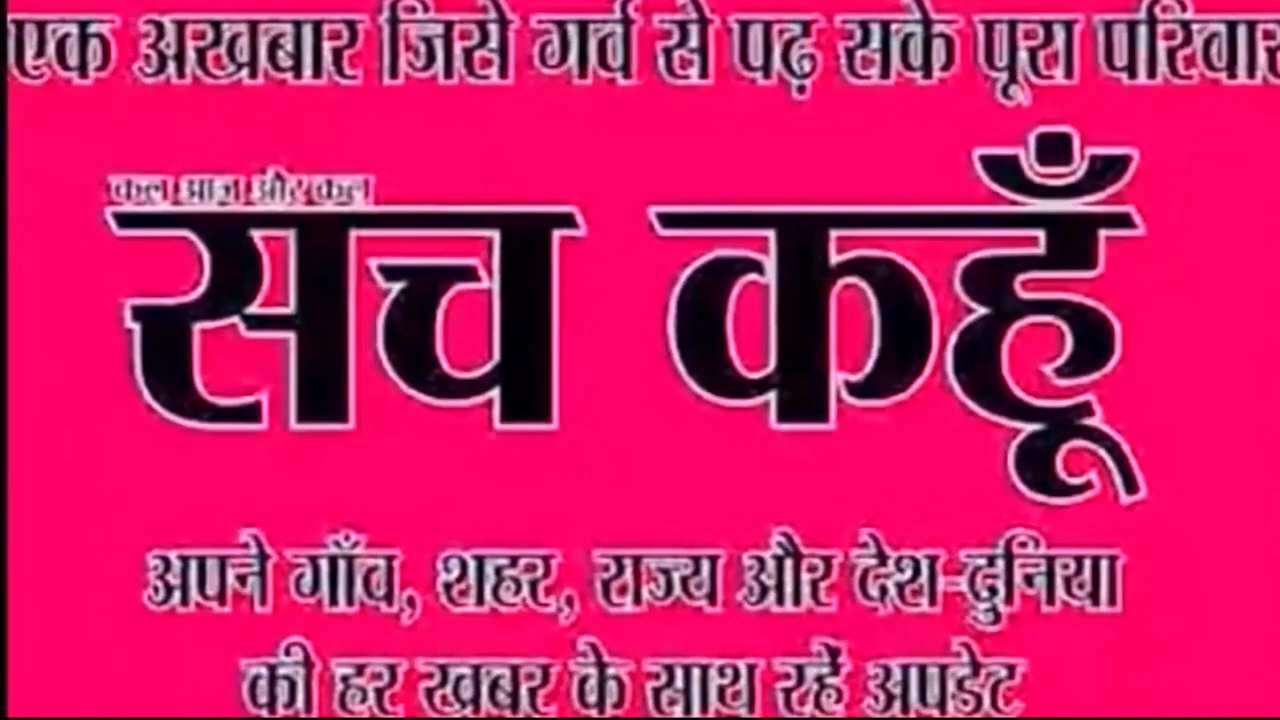 एक अखबार जिसे गर्व से पढ़ सके पूरा परिवार
कल आज और कल
सच कहूँ
अपने गाँव, शहर, राज्य और देश-दुनिया
की हर खबर के साथ रहें अपडेट